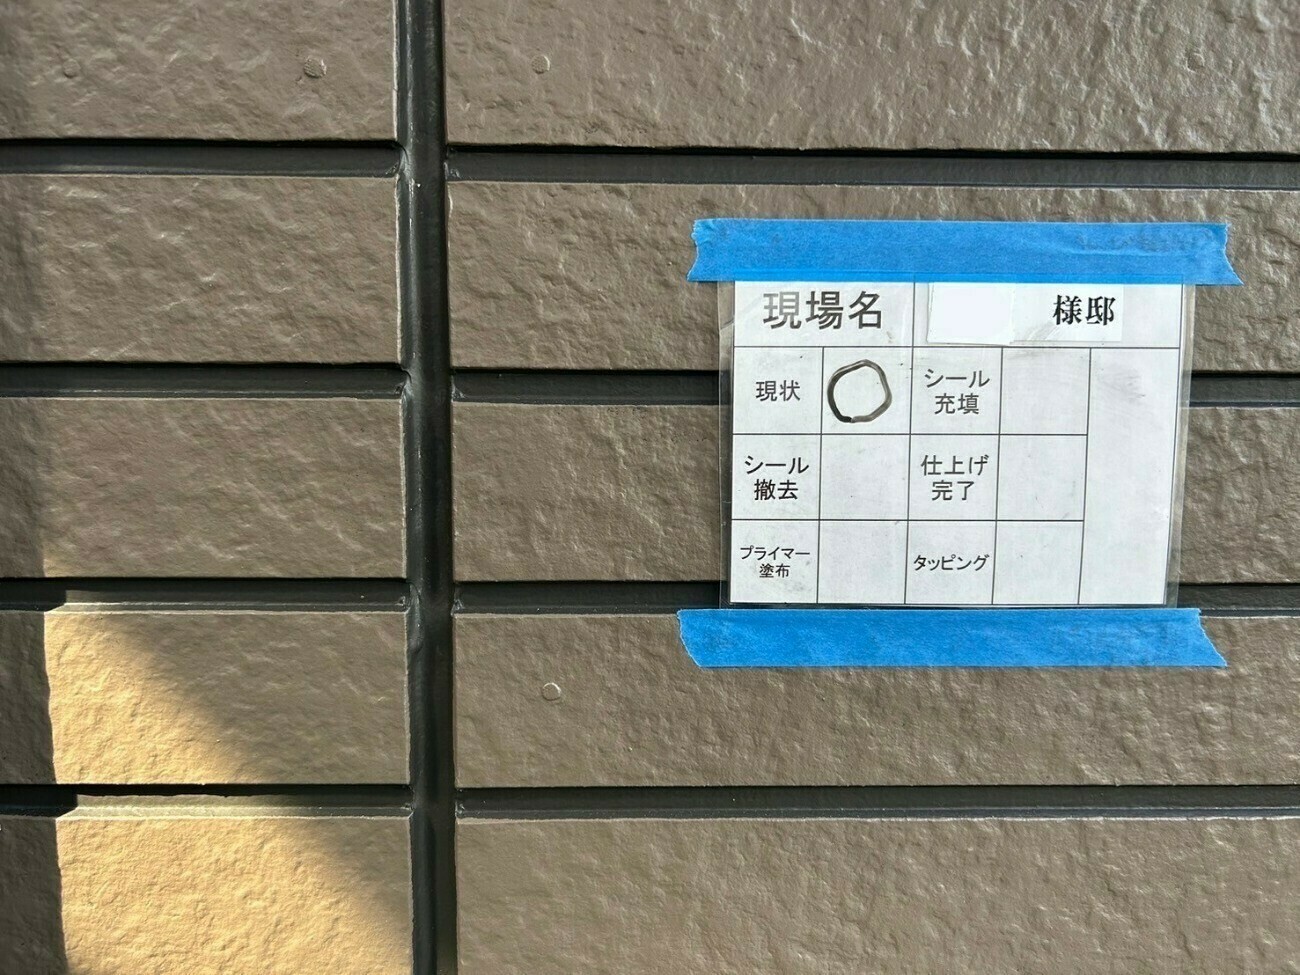 現場名 様邸
現状 シール
充填
シール
撤去 仕上げ
完了
プライマー
塗布 タッピング